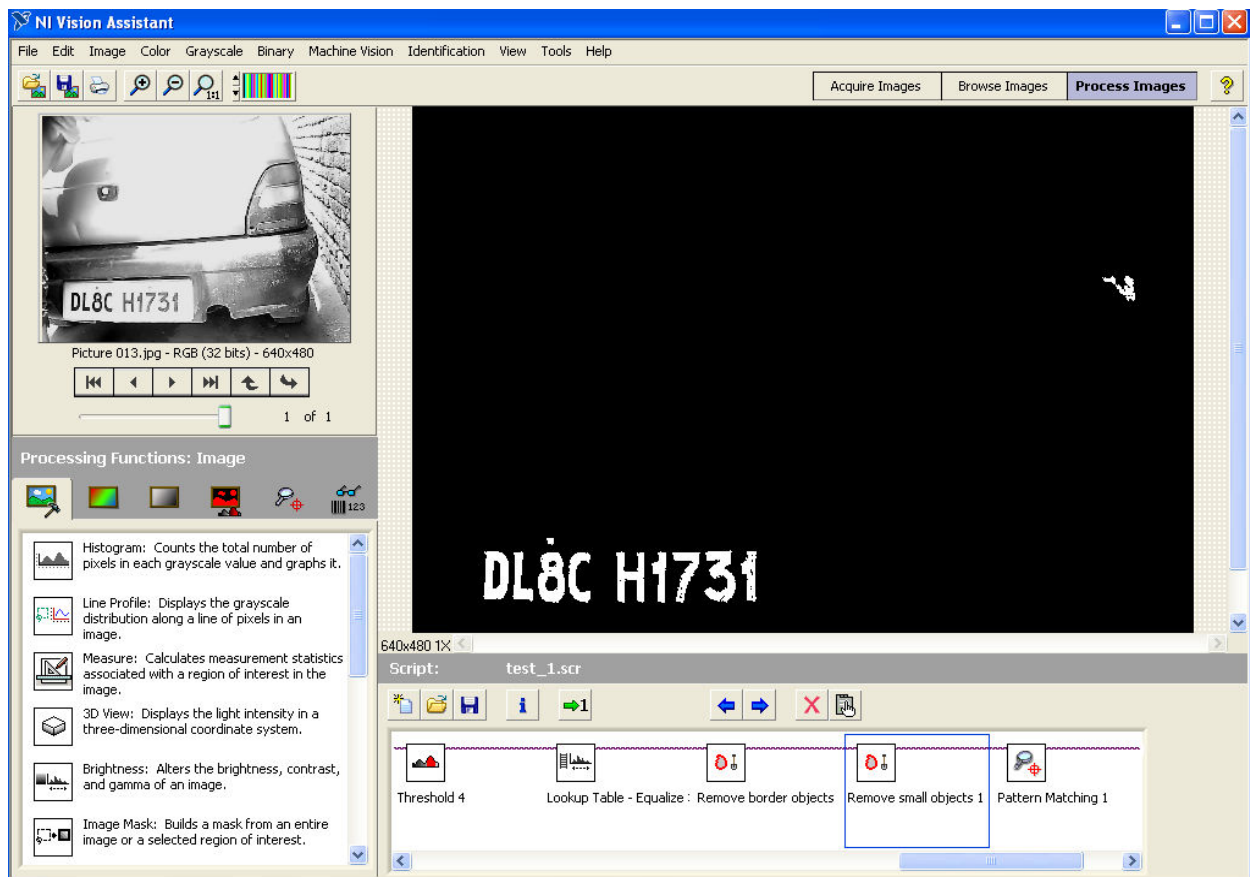 NI Vision Assistant
File Edit Image Color Grayscale Binary Machine Vision Identification View Tools Help
1:1
Acquire Images Browse Images Process Images ?
DL8C H1731
Picture 013.jpg - RGB (32 bits) - 640x480
1 of 1
Processing Functions: Image
123
Histogram: Counts the total number of
pixels in each grayscale value and graphs it.
Line Profile: Displays the grayscale
distribution along a line of pixels in an
image.
Measure: Calculates measurement statistics
associated with a region of interest in the
image.
3D View: Displays the light intensity in a
three-dimensional coordinate system.
Brightness: Alters the brightness, contrast,
and gamma of an image.
Image Mask: Builds a mask from an entire
image or a selected region of interest.
DL8C H1731
640x480 1X
Script: test_1.scr
i 1
Threshold 4 Lookup Table - Equalize : Remove border objects Remove small objects 1 Pattern Matching 1